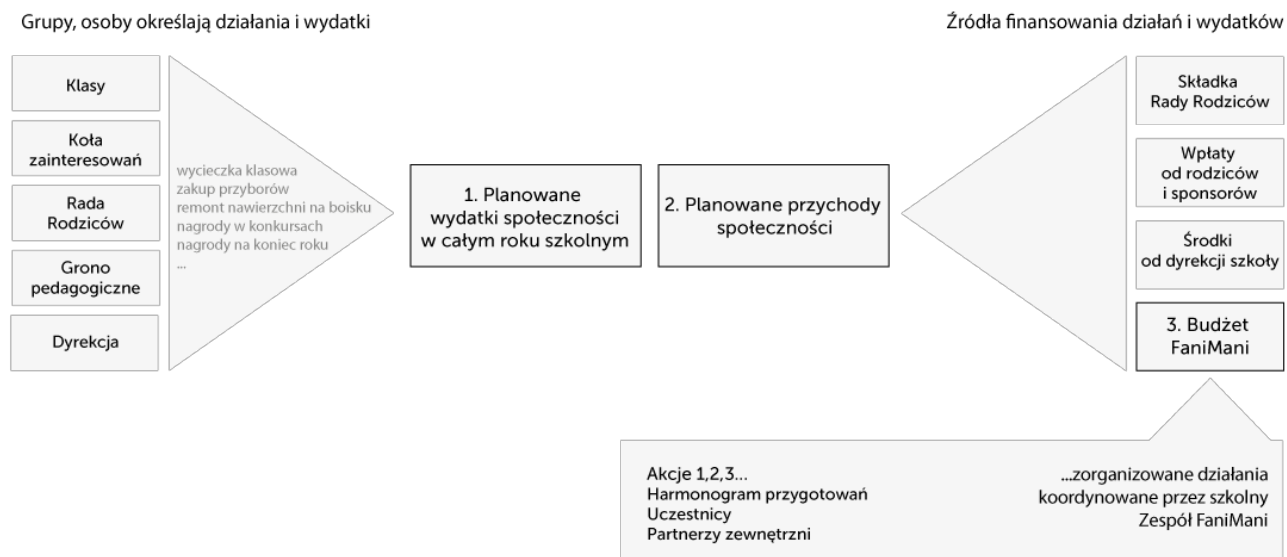 Grupy, osoby określają działania i wydatki
Klasy
Koła
zainteresowań
Rada
Rodziców
Grono
pedagogiczne
Dyrekcja
wycieczka klasowa
zakup przyborów
remont nawierzchni na boisku
nagrody w konkursach
nagrody na koniec roku
...
1. Planowane
wydatki społeczności
w całym roku szkolnym
2. Planowane przychody
społeczności
Źródła finansowania działań i wydatków
Składka
Rady Rodziców
Wpłaty
od rodziców
i sponsorów
Środki
od dyrekcji szkoły
3. Budżet
FaniMani
Akcje 1,2,3...
Harmonogram przygotowań
Uczestnicy
Partnerzy zewnętrzni
...zorganizowane działania
koordynowane przez szkolny
Zespół FaniMani